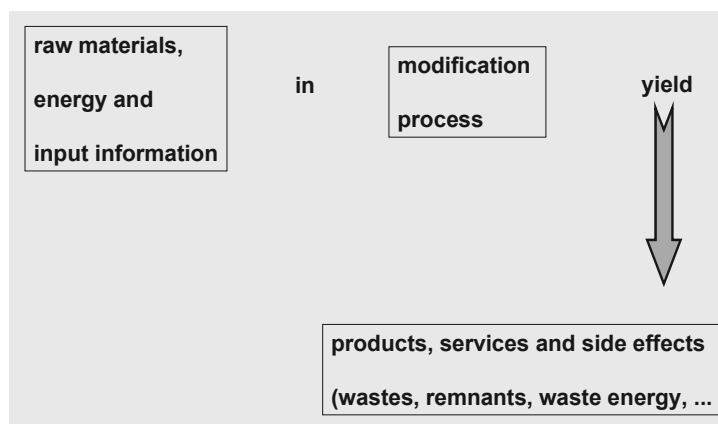 raw materials,
energy and
input information
in
modification
process
yield
products, services and side effects
(wastes, remnants, waste energy, ...